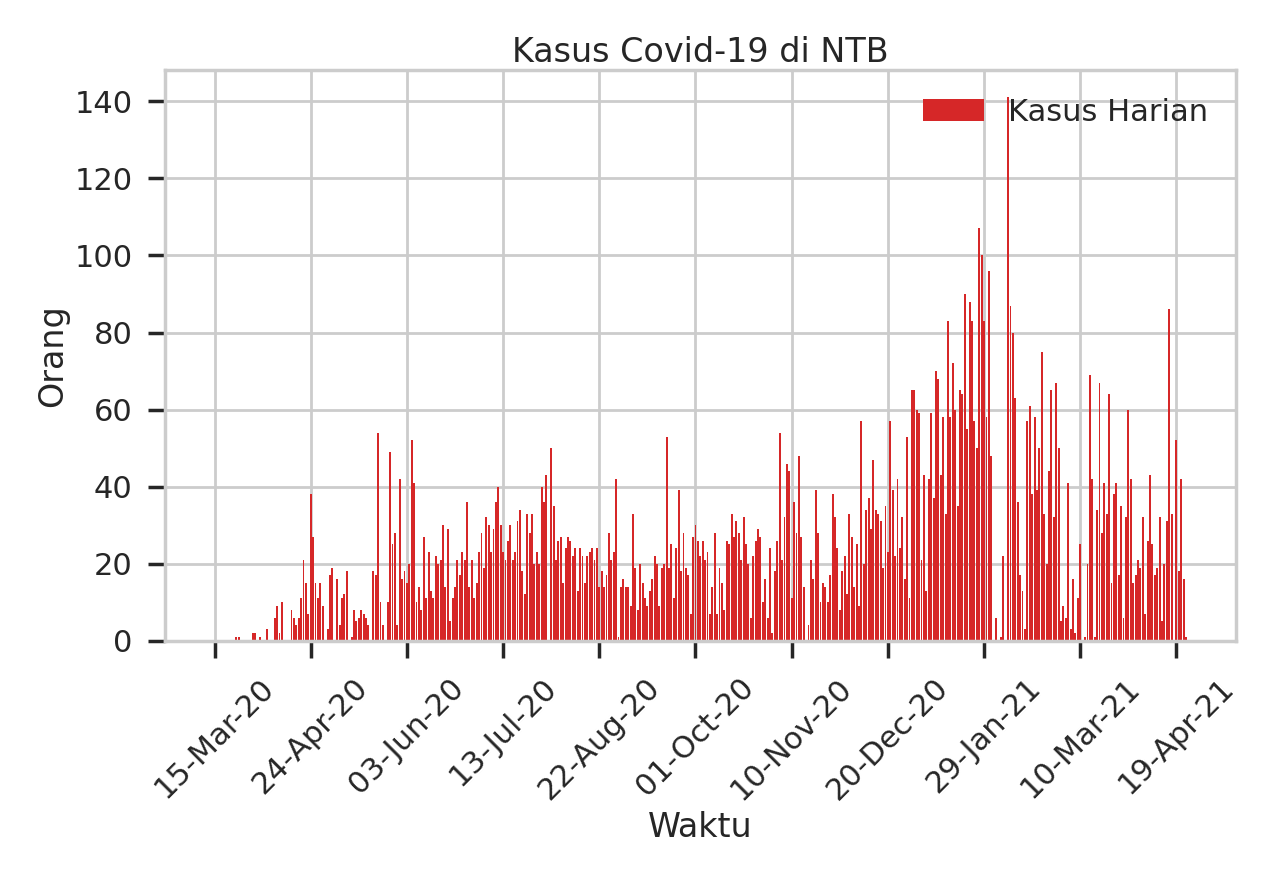 Kasus Covid-19 di NTB
Kasus Harian
Orang
140
120
100
80
60
40
20
0
15-Mar-20
24-Apr-20
03-Jun-20
13-Jul-20
22-Aug-20
01-Oct-20
10-Nov-20
20-Dec-20
29-Jan-21
10-Mar-21
19-Apr-21
Waktu